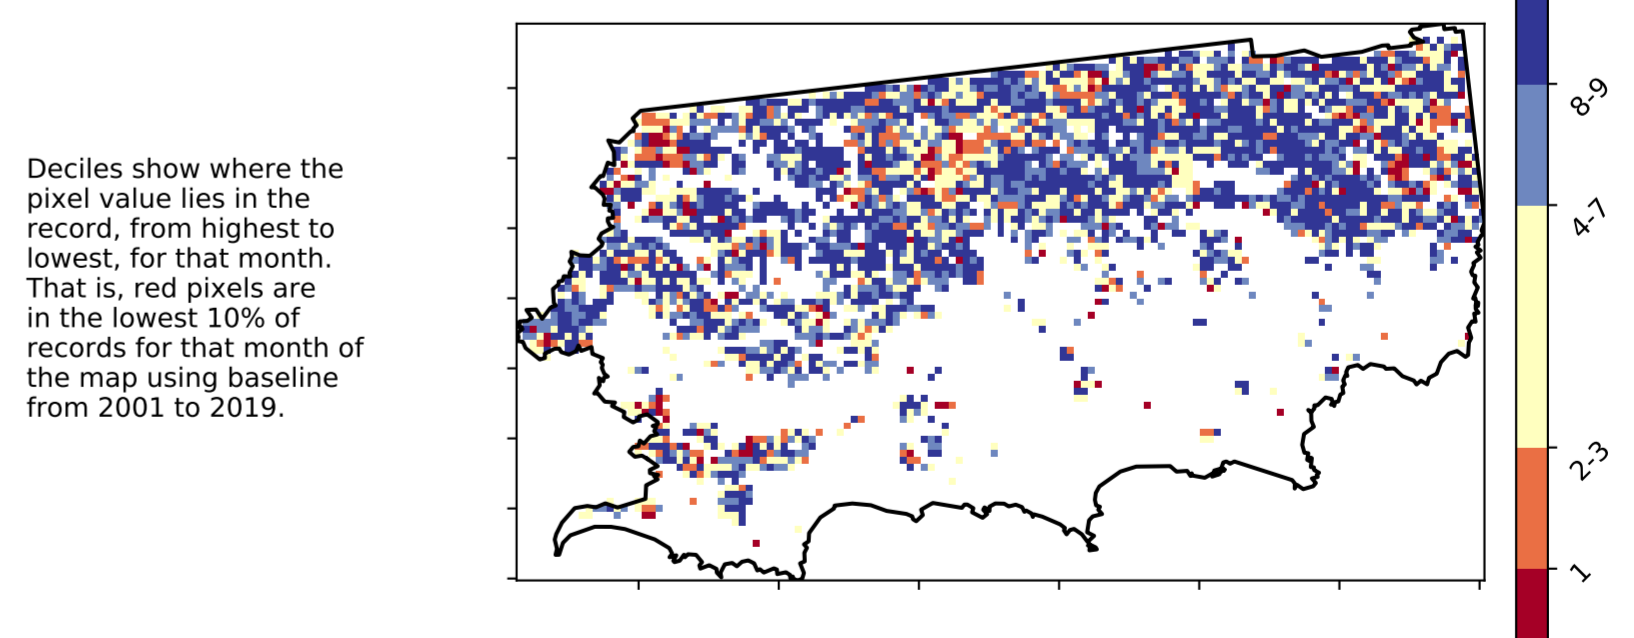 Deciles show where the
pixel value lies in the
record, from highest to
lowest, for that month.
That is, red pixels are
in the lowest 10% of
records for that month of
the map using baseline
from 2001 to 2019.
8-9
4-7
2-3
1